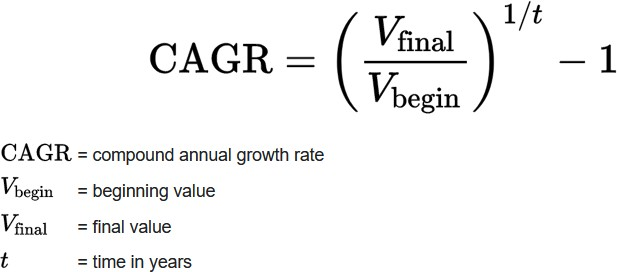 CAGR = (V_final / V_begin)^1/t − 1
CAGR = compound annual growth rate
V_begin = beginning value
V_final = final value
t = time in years